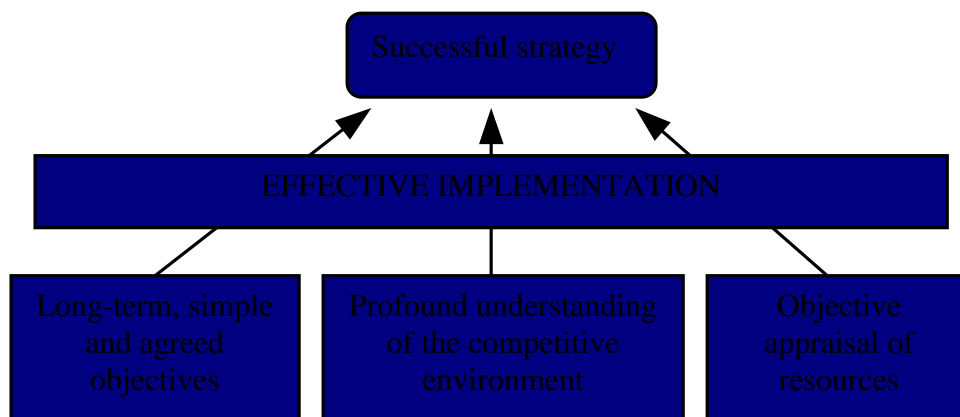 Successful strategy
EFFECTIVE IMPLEMENTATION
Long-term, simple
and agreed
objectives
Profound understanding
of the competitive
environment
Objective
appraisal of
resources